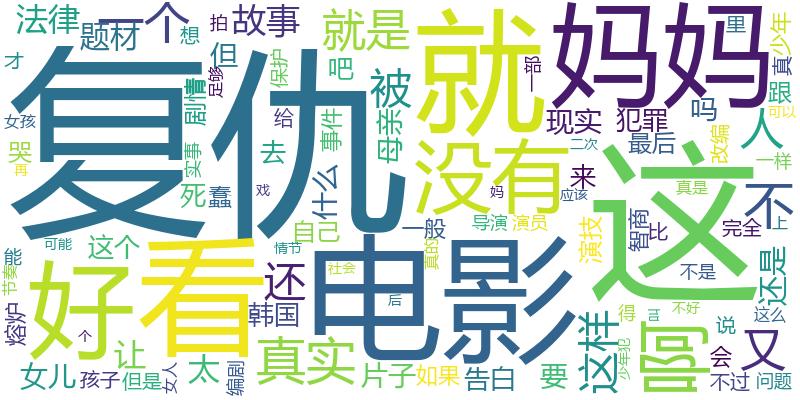 法律
一个
故事
就是
就
妈妈
里
少年
真
题材
拍
想
但
才
复仇
剧情
足够
保护
吧
被
一部
吗
跟
可以
女孩
哭
实事
给
事件
母亲
没有
现实
犯罪
最后
改编
人
再
死
蠢
去
戏
什么
妈
来
二次
应该
这
一样
不
上
能
这个
可能
看
自己
情节
一般
真的
导演
演员
演技
智商
比
真是
完全
还是
节奏
好
还
电影
社会
后
不是
熔炉
个
韩国
真实
让
太
女儿
孩子
但是
女人
编剧
片子
如果
告白
要
这样
得
少年犯
啊
不好
说
这么
会
又
不过
问题